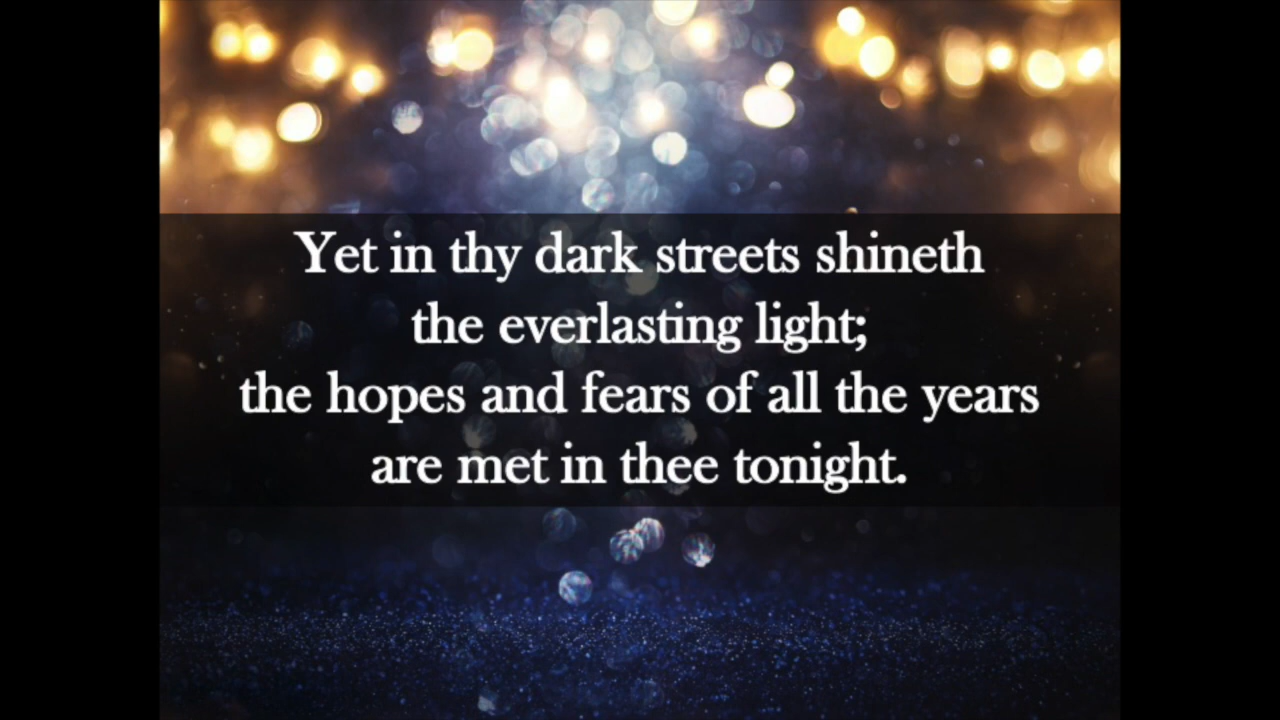 Yet in thy dark streets shineth
the everlasting light;
the hopes and fears of all the years
are met in thee tonight.